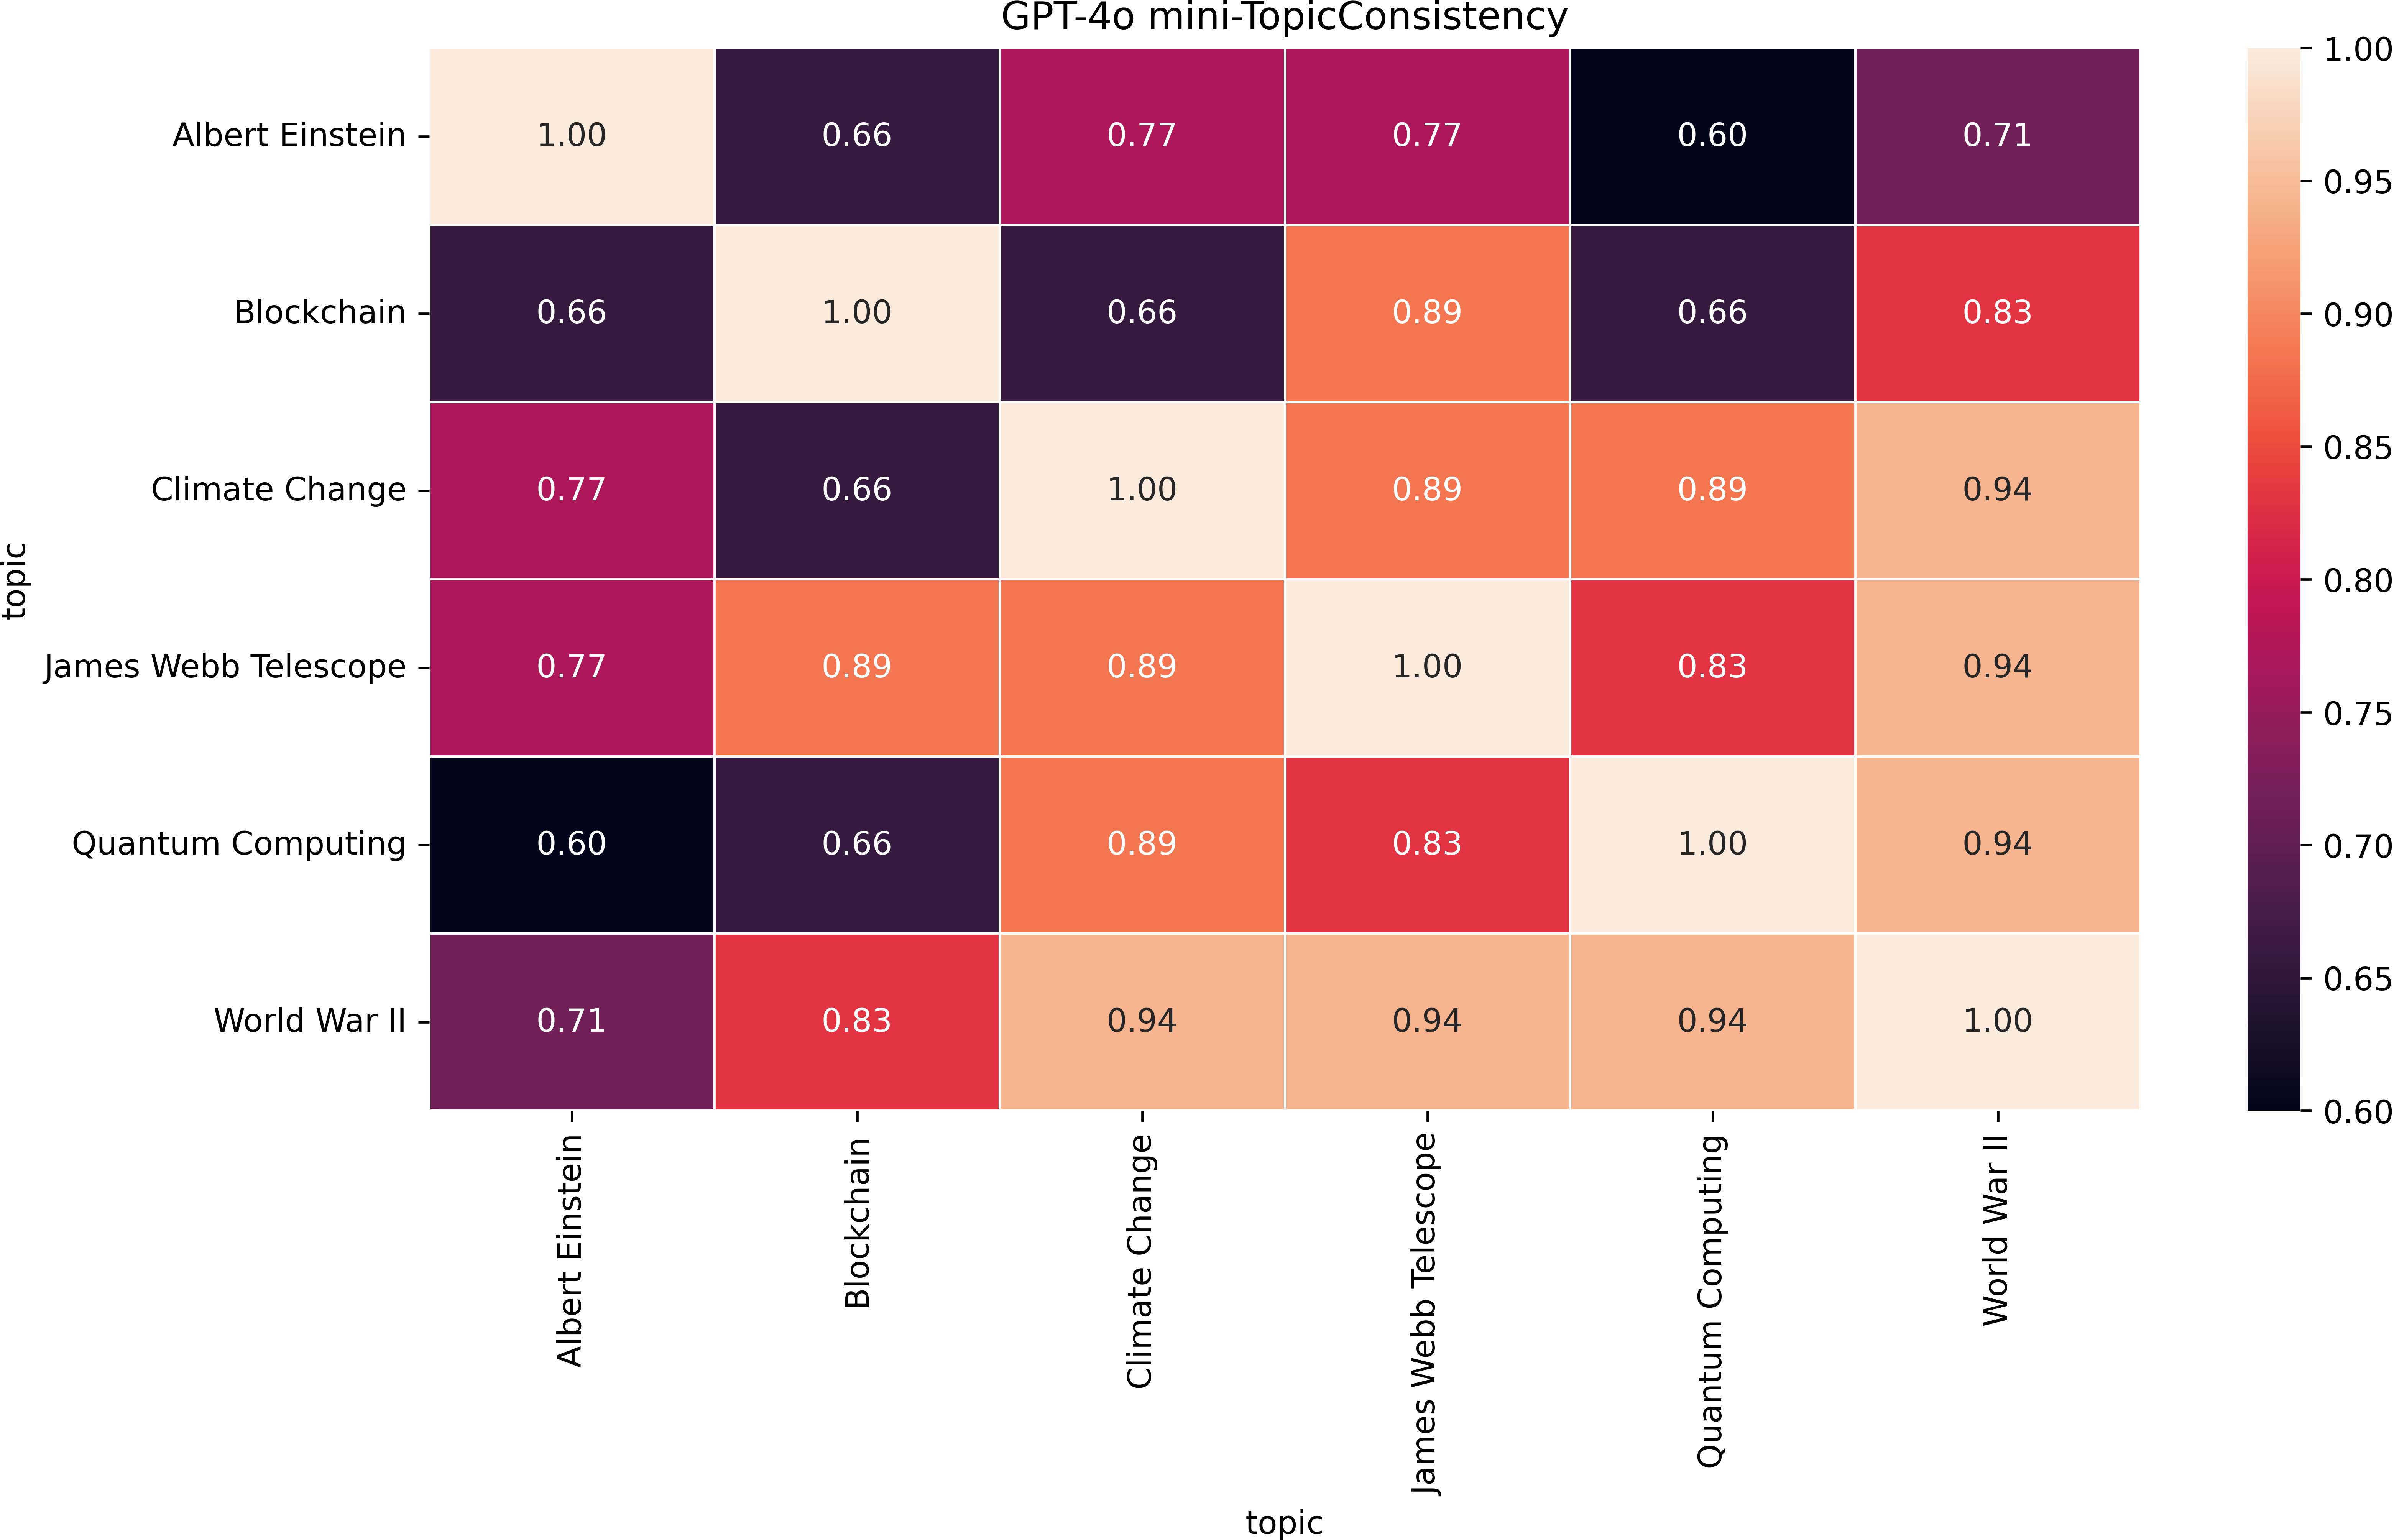 GPT-4o mini-TopicConsistency
topic
Albert Einstein 1.00 0.66 0.77 0.77 0.60 0.71
Blockchain 0.66 1.00 0.66 0.89 0.66 0.83
Climate Change 0.77 0.66 1.00 0.89 0.89 0.94
James Webb Telescope 0.77 0.89 0.89 1.00 0.83 0.94
Quantum Computing 0.60 0.66 0.89 0.83 1.00 0.94
World War II 0.71 0.83 0.94 0.94 0.94 1.00
Albert Einstein
Blockchain
Climate Change
James Webb Telescope
Quantum Computing
World War II
topic
1.00
0.95
0.90
0.85
0.80
0.75
0.70
0.65
0.60